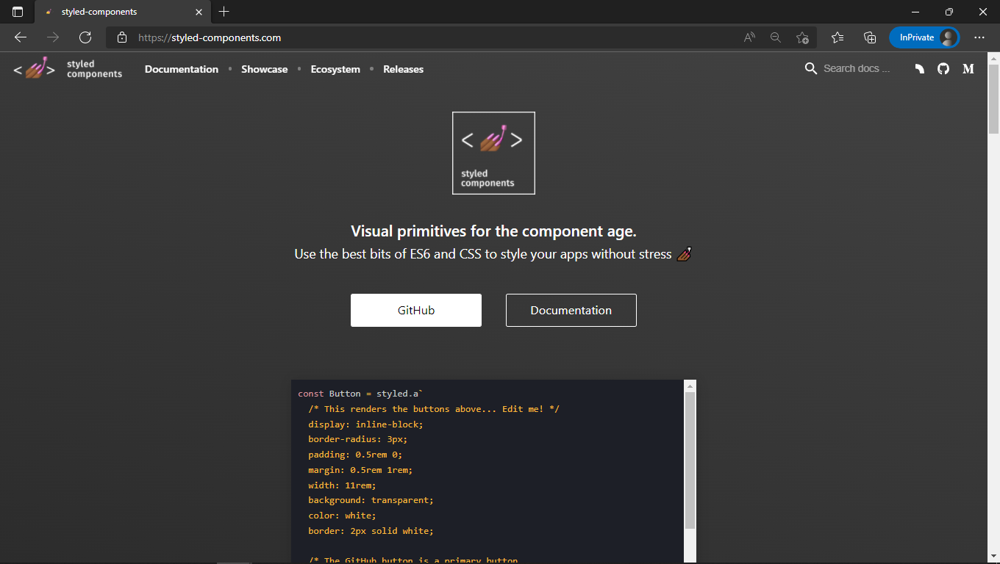 styled-components
https://styled-components.com
InPrivate
styled
components
Documentation • Showcase • Ecosystem • Releases
Search docs ...
< >
styled
components
Visual primitives for the component age.
Use the best bits of ES6 and CSS to style your apps without stress 💅🏾
GitHub
Documentation
const Button = styled.a`
/* This renders the buttons above... Edit me! */
display: inline-block;
border-radius: 3px;
padding: 0.5rem 0;
margin: 0.5rem 1rem;
width: 11rem;
background: transparent;
color: white;
border: 2px solid white;
/* The GitHub button is a primary button